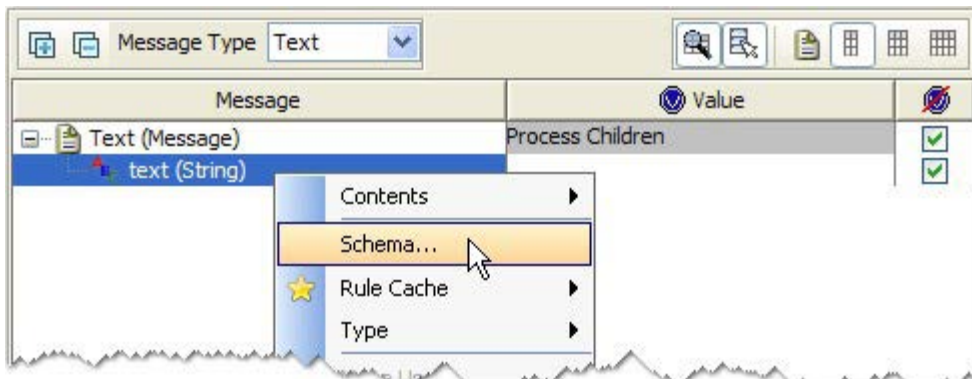 Message Type Text
Message Value
Text (Message) Process Children
text (String)
Contents
Schema...
Rule Cache
Type